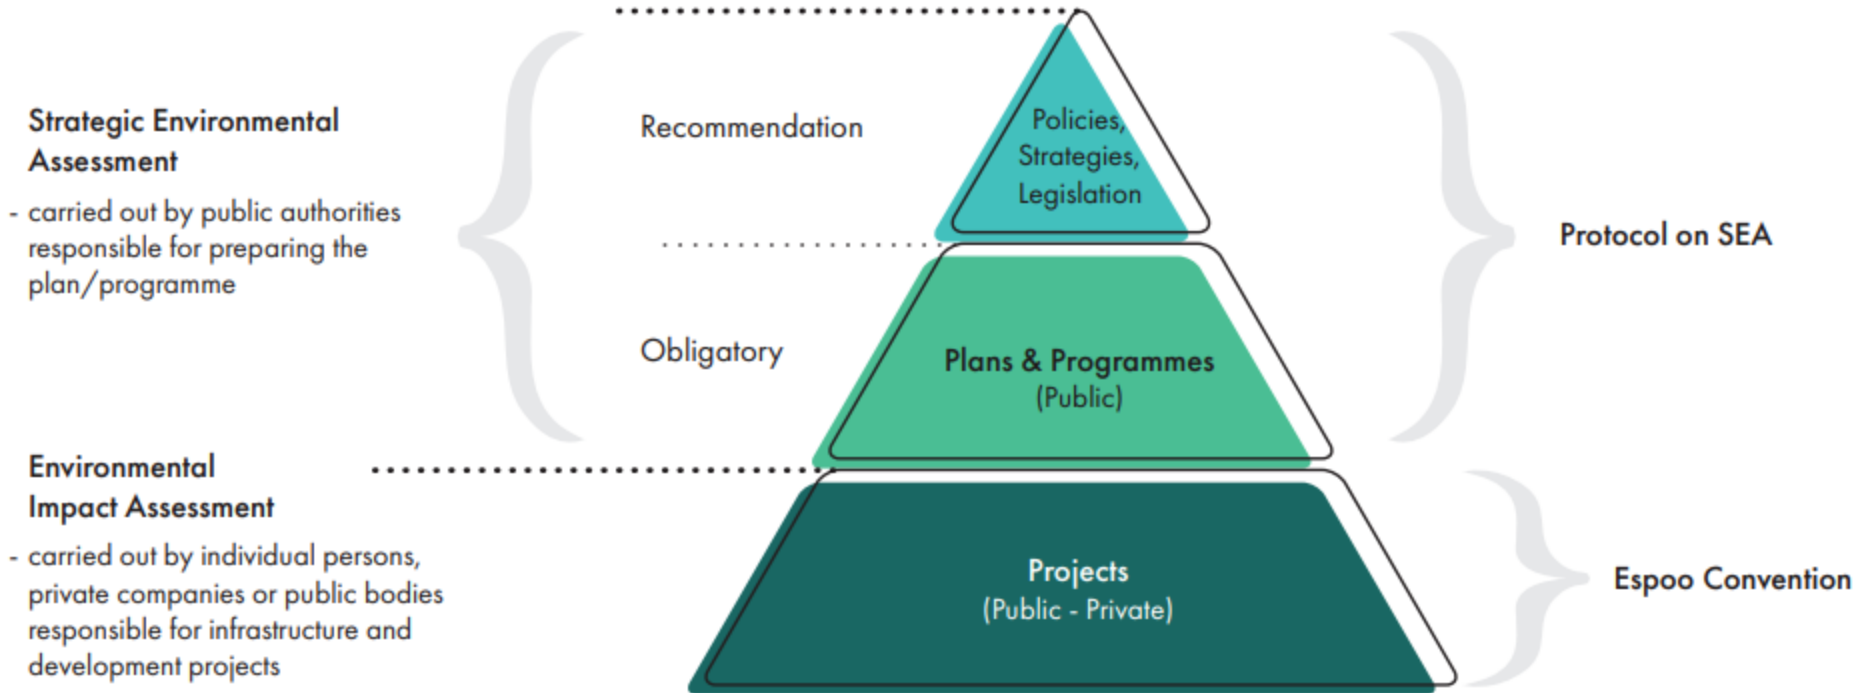 Strategic Environmental
Assessment
- carried out by public authorities
responsible for preparing the
plan/programme
Environmental
Impact Assessment
- carried out by individual persons,
private companies or public bodies
responsible for infrastructure and
development projects
Recommendation
Obligatory
Policies,
Strategies,
Legislation
Plans & Programmes
(Public)
Projects
(Public - Private)
Protocol on SEA
Espoo Convention